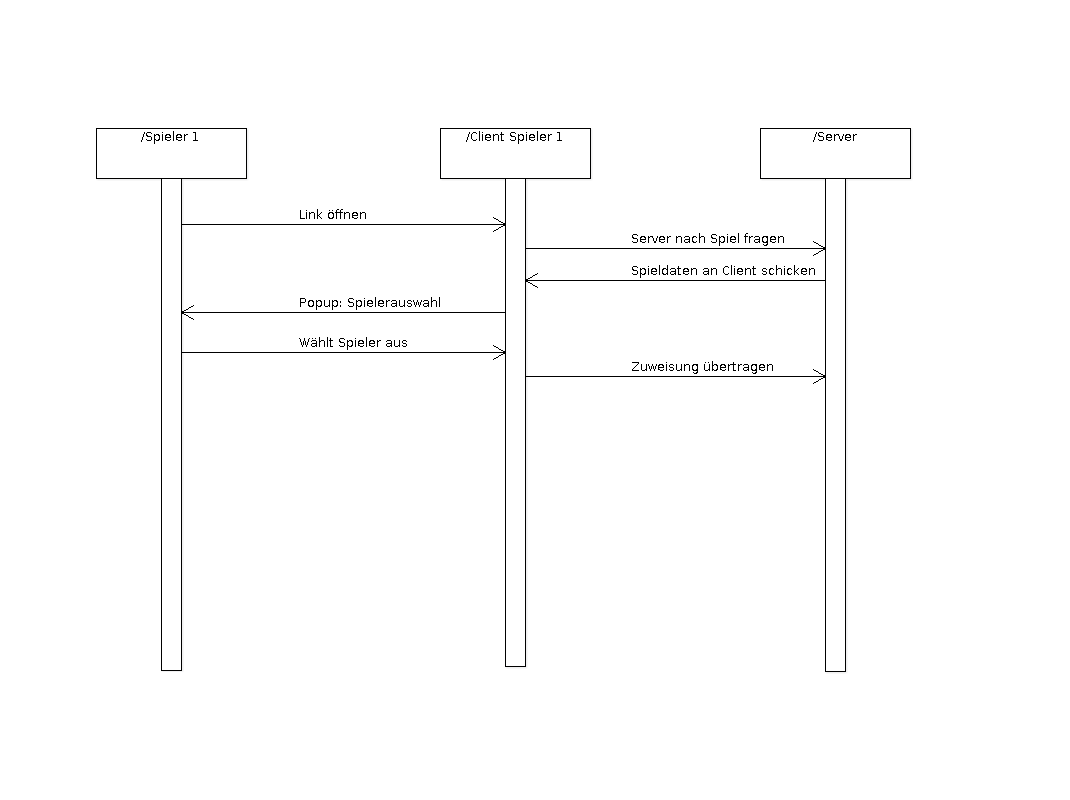 /Spieler 1
/Client Spieler 1
/Server
Link öffnen
Server nach Spiel fragen
Spieldaten an Client schicken
Popup: Spielerauswahl
Wählt Spieler aus
Zuweisung übertragen